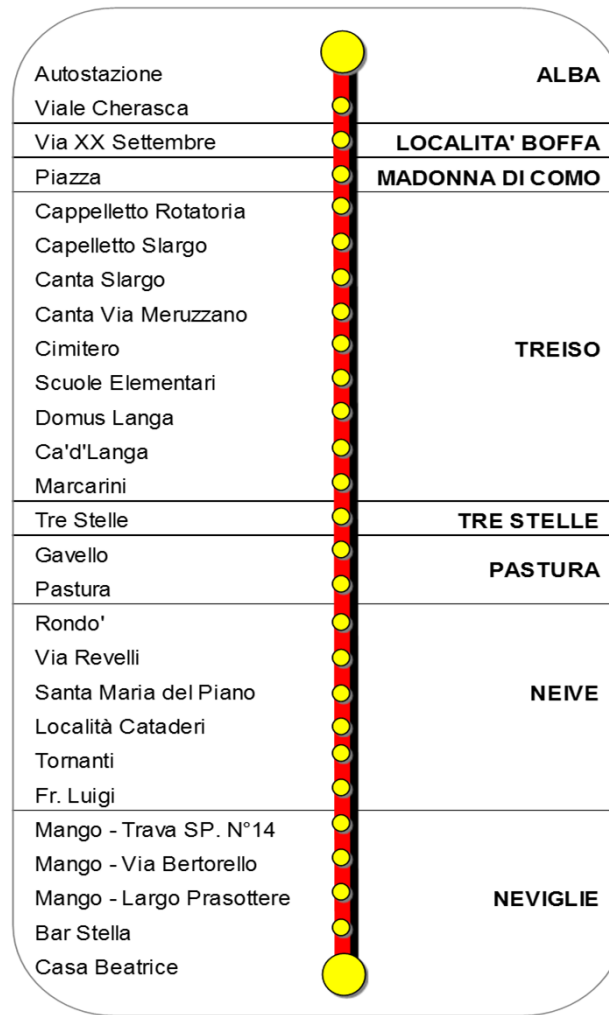 Autostazione ALBA
Viale Cherasca
Via XX Settembre LOCALITA' BOFFA
Piazza MADONNA DI COMO
Cappelletto Rotatoria
Capelletto Slargo
Canta Slargo
Canta Via Meruzzano
Cimitero TREISO
Scuole Elementari
Domus Langa
Ca'd'Langa
Marcarini
Tre Stelle TRE STELLE
Gavello
PASTURA
Pastura
Rondo'
Via Revelli
Santa Maria del Piano NEIVE
Località Cataderi
Tornanti
Fr. Luigi
Mango - Trava SP. N°14
Mango - Via Bertorello
Mango - Largo Prasottere NEVIGLIE
Bar Stella
Casa Beatrice